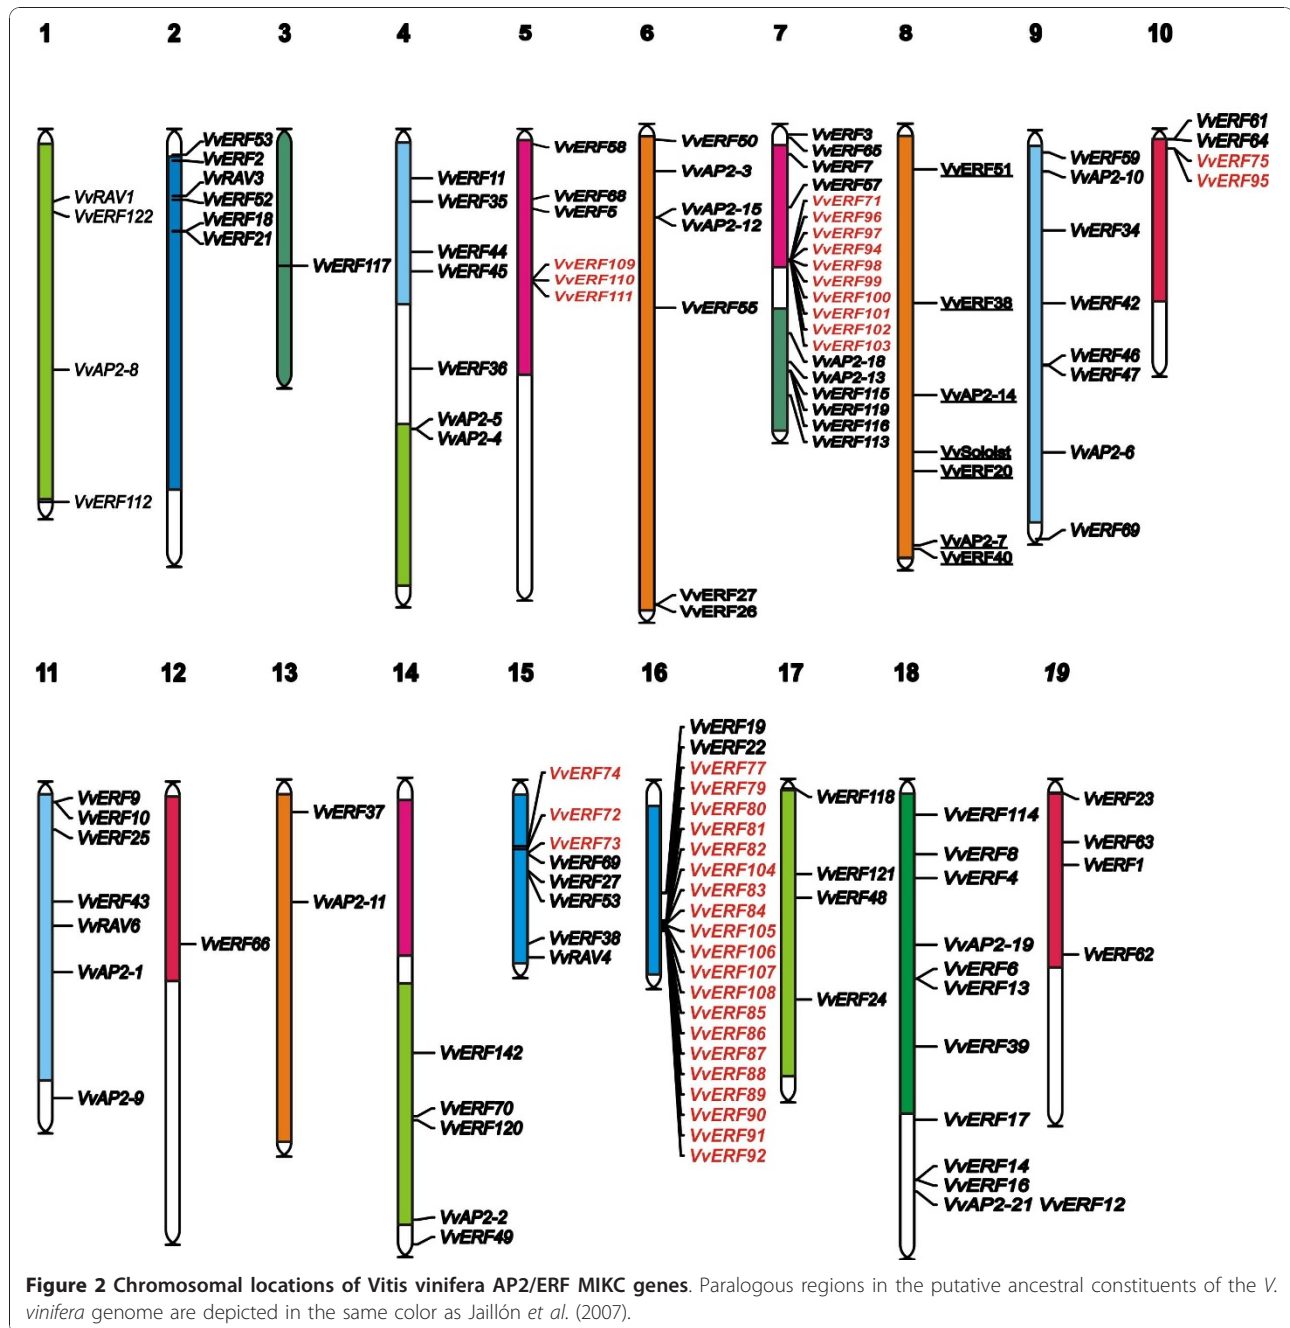 1 2 3 4 5 6 7 8 9 10
VvRAV1
VvERF122
VvAP2-8
VvERF112
VvERF53
VvERF2
VvRAV3
VvERF52
VvERF18
VvERF21
VvERF117
VvERF11
VvERF35
VvERF44
VvERF45
VvERF36
VvAP2-5
VvAP2-4
VvERF58
VvERF68
VvERF5
VvERF109
VvERF110
VvERF111
VvERF50
VvAP2-3
VvAP2-15
VvAP2-12
VvERF55
VvERF27
VvERF26
VvERF3
VvERF65
VvERF7
VvERF57
VvERF71
VvERF96
VvERF97
VvERF94
VvERF98
VvERF99
VvERF100
VvERF101
VvERF102
VvERF103
VvAP2-18
VvAP2-13
VvERF115
VvERF119
VvERF116
VvERF113
VvERF51
VvERF38
VvAP2-14
VvSoloist
VvERF20
VvAP2-7
VvERF40
VvERF59
VvAP2-10
VvERF34
VvERF42
VvERF46
VvERF47
VvAP2-6
VvERF69
VvERF61
VvERF64
VvERF75
VvERF95
11 12 13 14 15 16 17 18 19
VvERF9
VvERF10
VvERF25
VvERF43
VvRAV6
VvAP2-1
VvAP2-9
VvERF66
VvERF37
VvAP2-11
VvERF142
VvERF70
VvERF120
VvAP2-2
VvERF49
VvERF74
VvERF72
VvERF73
VvERF69
VvERF27
VvERF53
VvERF38
VvRAV4
VvERF19
VvERF22
VvERF77
VvERF79
VvERF80
VvERF81
VvERF82
VvERF104
VvERF83
VvERF84
VvERF105
VvERF106
VvERF107
VvERF108
VvERF85
VvERF86
VvERF87
VvERF88
VvERF89
VvERF90
VvERF91
VvERF92
VvERF118
VvERF121
VvERF48
VvERF24
VvERF114
VvERF8
VvERF4
VvAP2-19
VvERF6
VvERF13
VvERF39
VvERF17
VvERF14
VvERF16
VvAP2-21 VvERF12
VvERF23
VvERF63
VvERF1
VvERF62
Figure 2 Chromosomal locations of Vitis vinifera AP2/ERF MIKC genes. Paralogous regions in the putative ancestral constituents of the V.
vinifera genome are depicted in the same color as Jaillón et al. (2007).